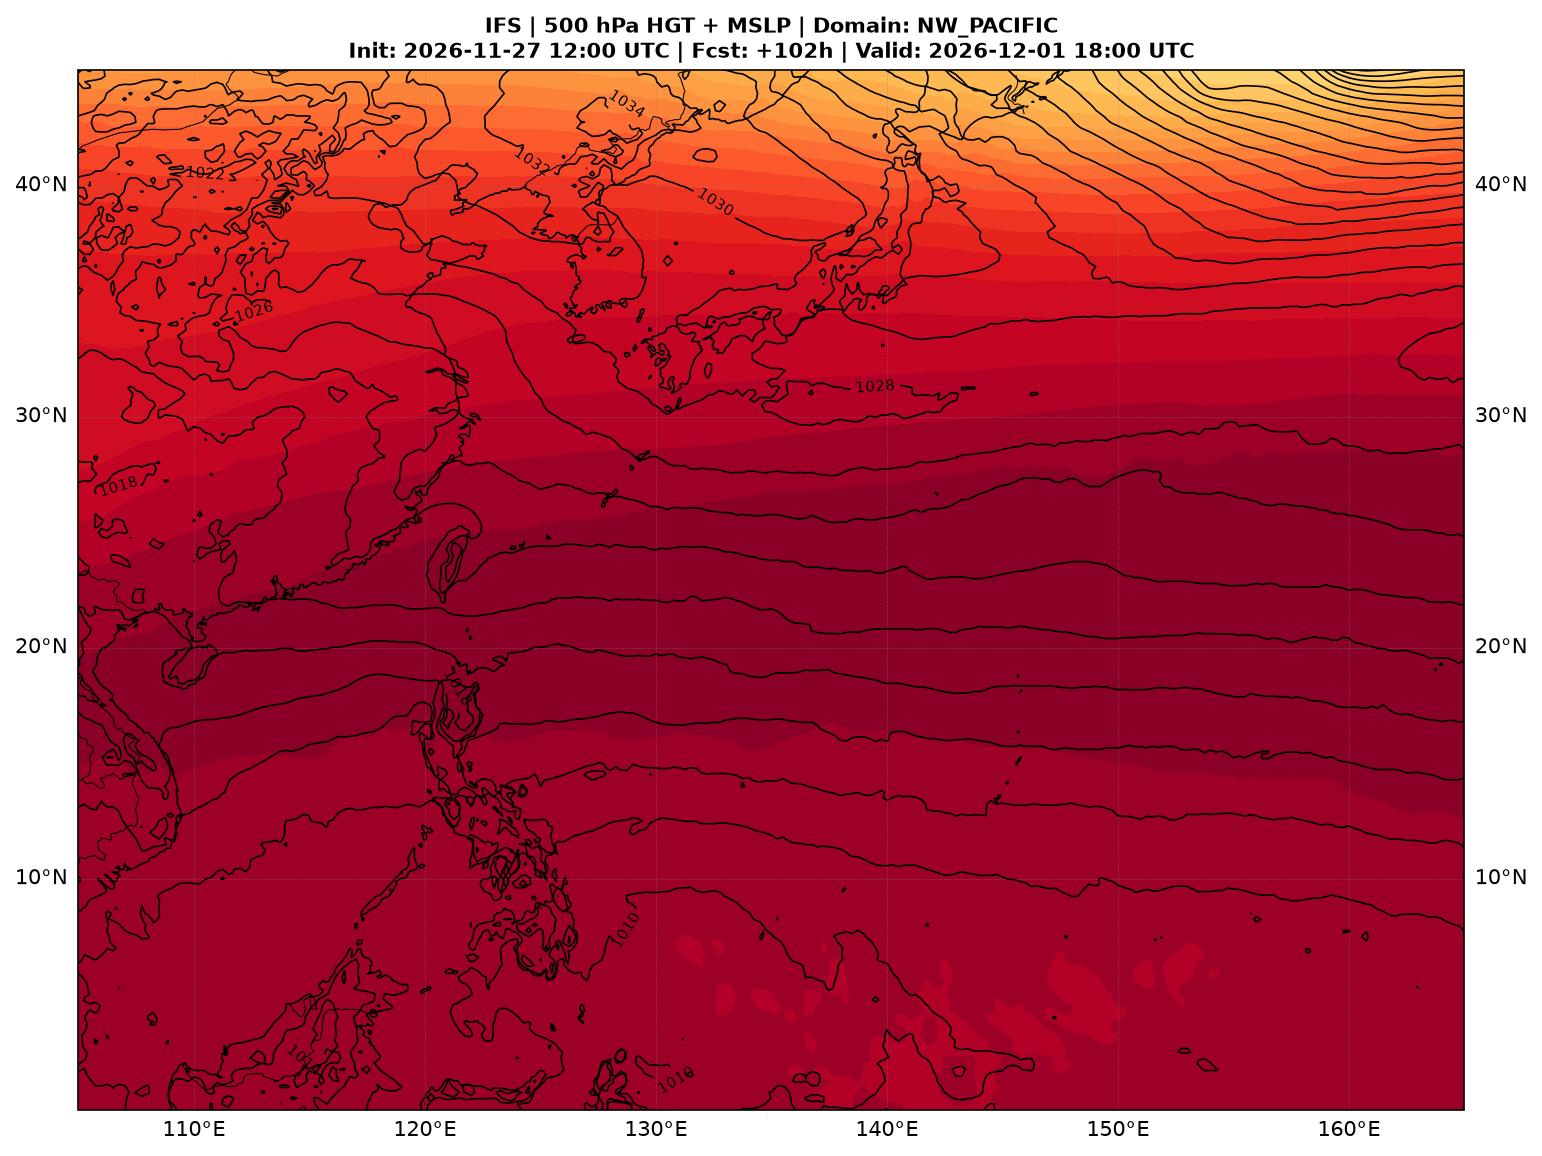 IFS | 500 hPa HGT + MSLP | Domain: NW_PACIFIC
Init: 2026-11-27 12:00 UTC | Fcst: +102h | Valid: 2026-12-01 18:00 UTC
1034
1032
1022
40°N
40°N
1030
1026
1028
30°N
30°N
1018
20°N
20°N
10°N
10°N
1010
1010
110°E
120°E
130°E
140°E
150°E
160°E